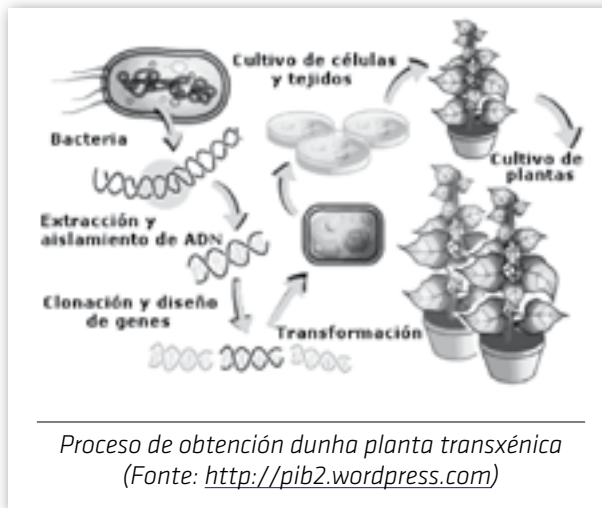 Cultivo de células
y tejidos
Bacteria
Cultivo de
plantas
Extracción y
aislamiento de ADN
Clonación y diseño
de genes
Transformación
Proceso de obtención dunha planta transxénica
(Fonte: http://pib2.wordpress.com)